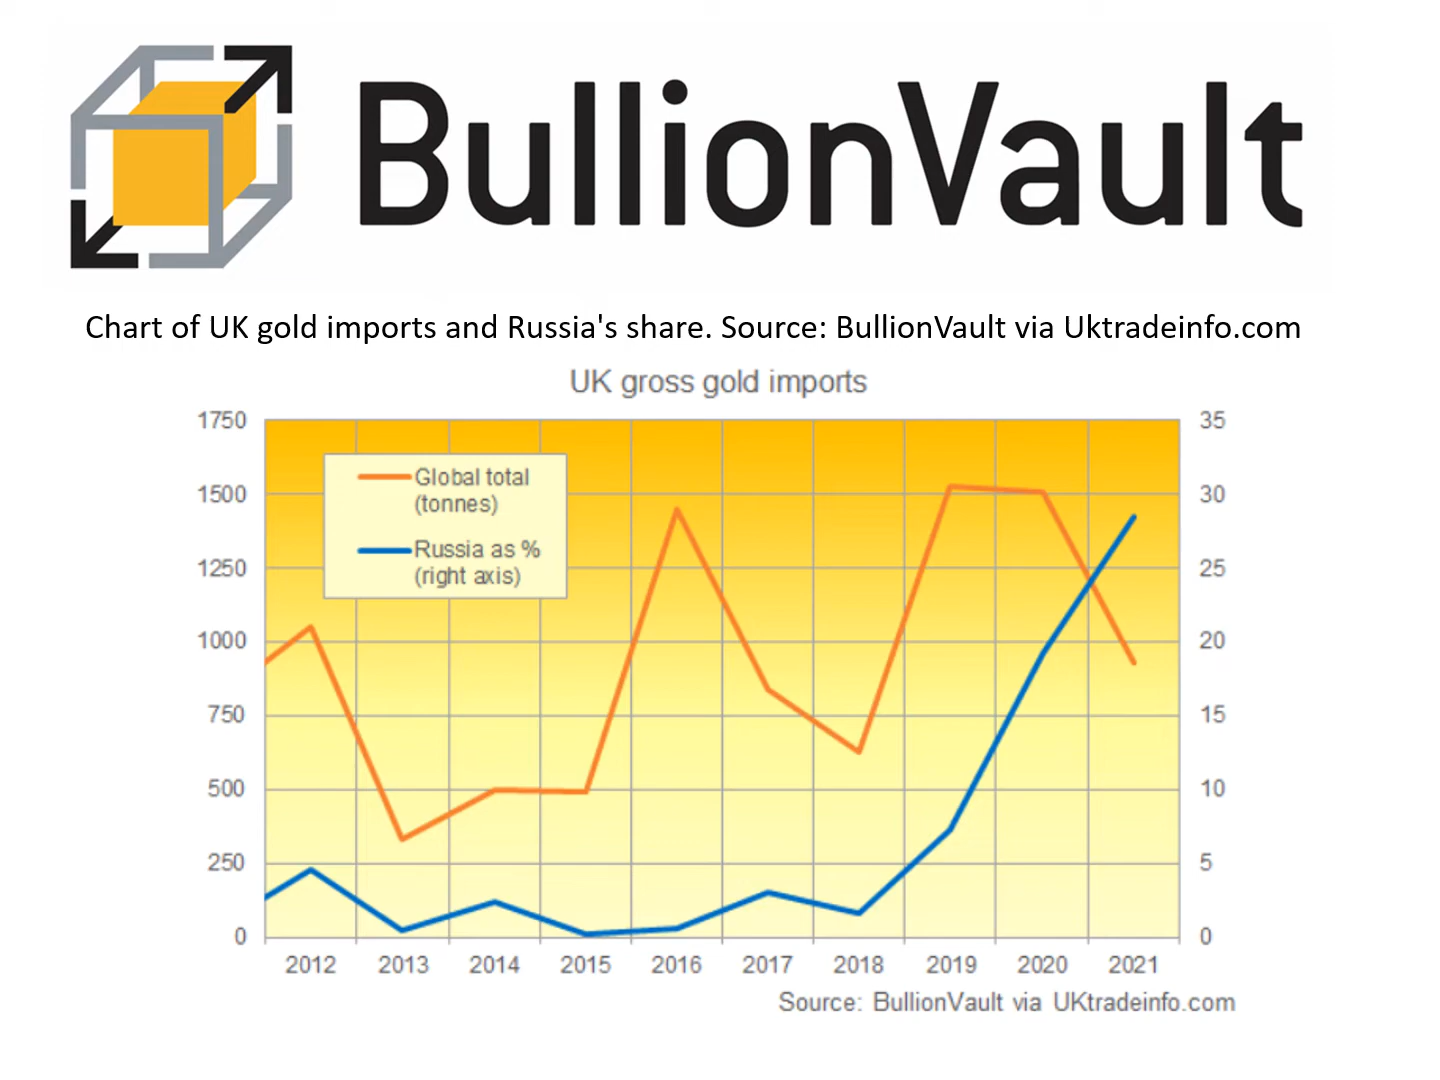 BullionVault
Chart of UK gold imports and Russia's share. Source: BullionVault via Uktradeinfo.com
UK gross gold imports
1750
1500
1250
1000
750
500
250
0
35
30
25
20
15
10
5
0
Global total
(tonnes)
Russia as %
(right axis)
2012 2013 2014 2015 2016 2017 2018 2019 2020 2021
Source: BullionVault via UKtradeinfo.com